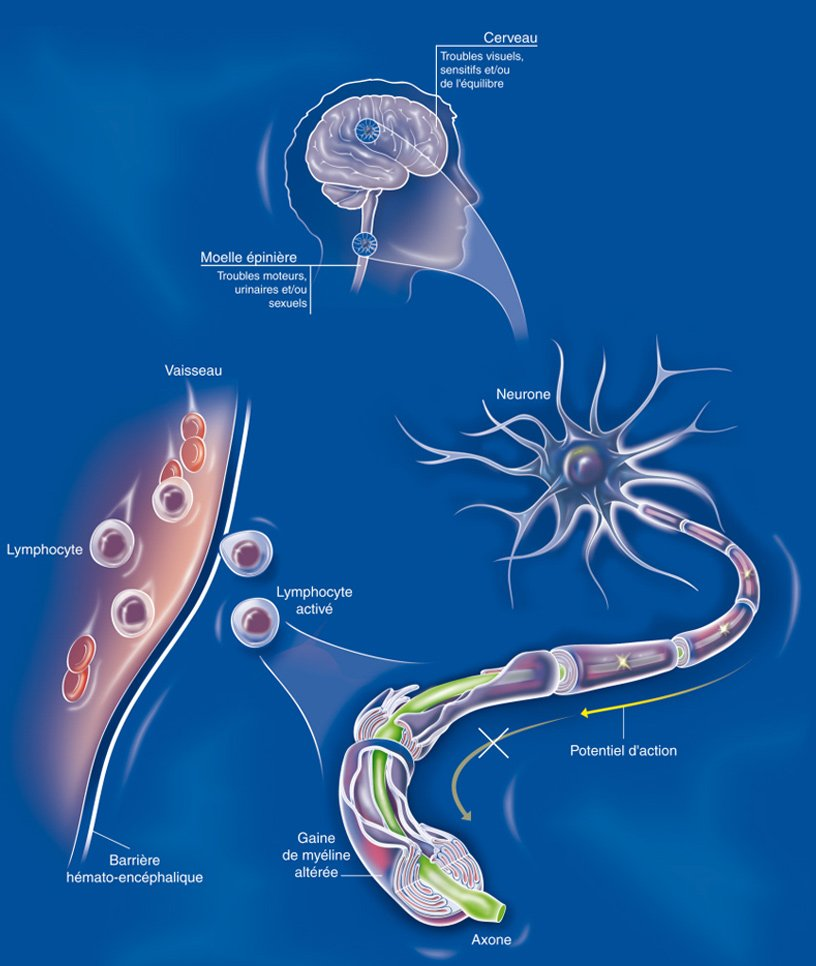 Cerveau
Troubles visuels,
sensitifs et/ou
de l'équilibre
Moelle épinière
Troubles moteurs,
urinaires et/ou
sexuels
Vaisseau
Neurone
Lymphocyte
Lymphocyte
activé
Potentiel d'action
Gaine
de myéline
altérée
Barrière
hémato-encéphalique
Axone